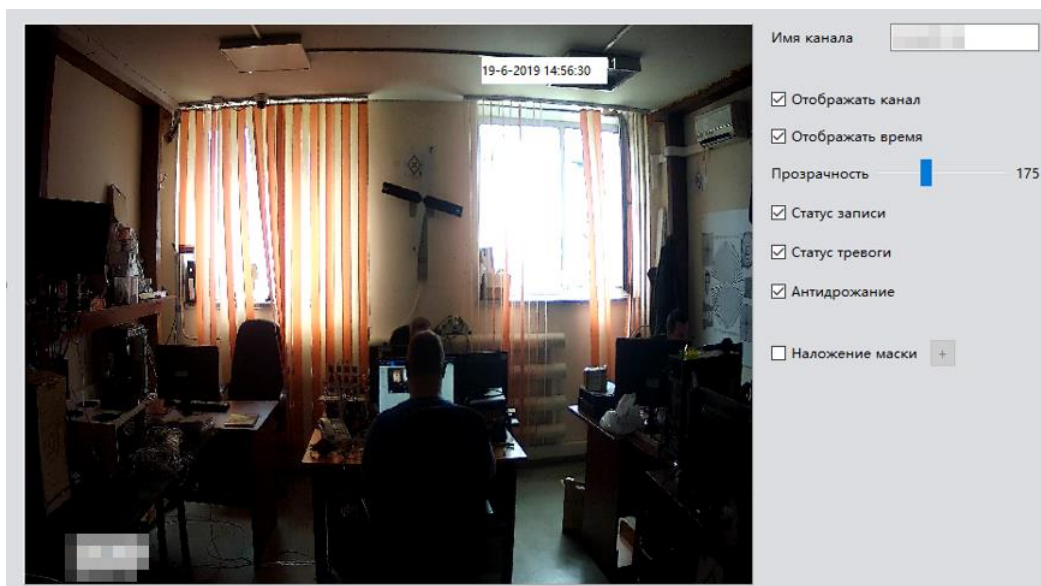 19-6-2019 14:56:30
Имя канала
Отображать канал
Отображать время
Прозрачность 175
Статус записи
Статус тревоги
Антидрожание
Наложение маски +